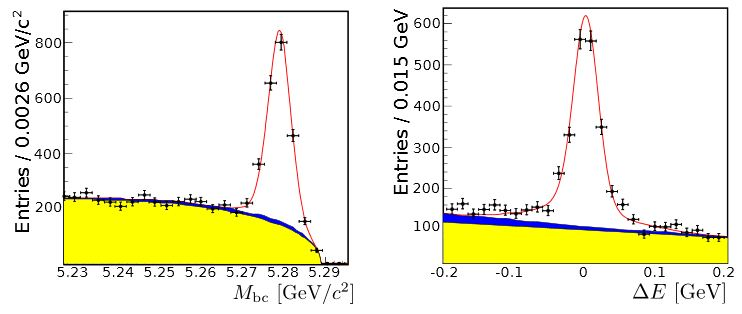 Entries / 0.0026 GeV/c²
800
600
400
200
5.23 5.24 5.25 5.26 5.27 5.28 5.29
M_bc [GeV/c²]
Entries / 0.015 GeV
600
500
400
300
200
100
-0.2 -0.1 0 0.1 0.2
ΔE [GeV]